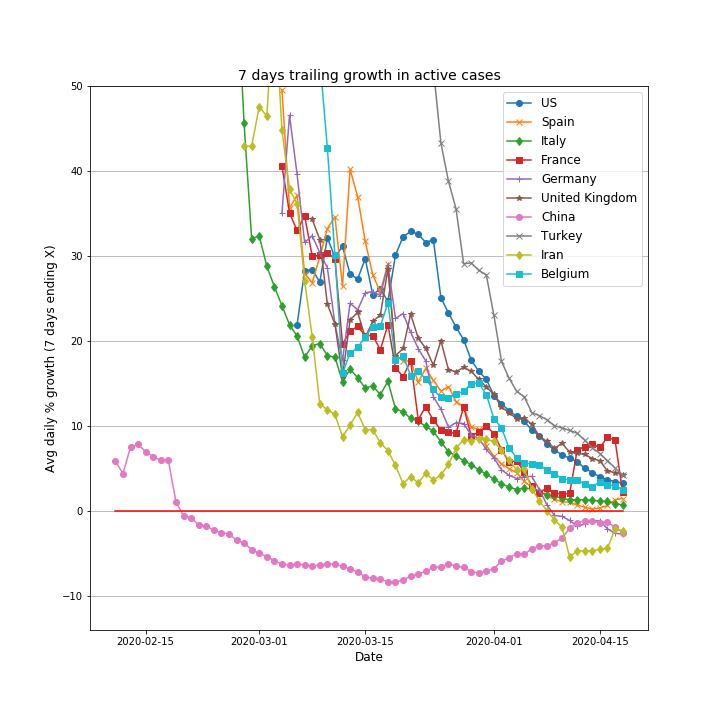 7 days trailing growth in active cases
Avg daily % growth (7 days ending X)
50
40
30
20
10
0
−10
US
Spain
Italy
France
Germany
United Kingdom
China
Turkey
Iran
Belgium
2020-02-15
2020-03-01
2020-03-15
2020-04-01
2020-04-15
Date